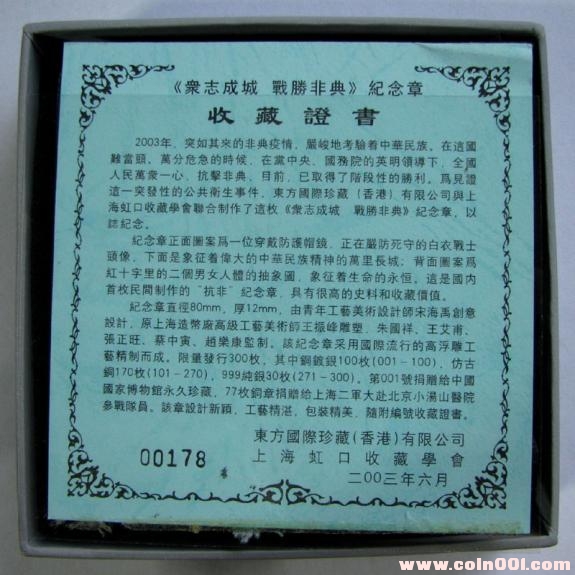 《衆志成城　戰勝非典》紀念章
收藏證書
2003年，突如其來的非典疫情，嚴峻地考驗着中華民族。在這國
難當頭，萬分危急的時候，在黨中央、國務院的英明領導下，全國
人民萬衆一心，抗擊非典，目前，已取得了階段性的勝利。爲見證
這一突發性的公共衛生事件，東方國際珍藏（香港）有限公司與上
海虹口收藏學會聯合制作了這枚《衆志成城　戰勝非典》紀念章，以
誌紀念。
紀念章正面圖案爲一位穿戴防護帽鏡，正在嚴防死守的白衣戰士
頭像，下面是象征着偉大的中華民族精神的萬里長城；背面圖案爲
紅十字里的二個男女人體的抽象圖，象征着生命的永恒。這是國内
首枚民間制作的“抗非”紀念章，具有很高的史料和收藏價值。
紀念章直徑80mm，厚12mm，由青年工藝美術設計師宋海禹創意
設計，原上海造幣廠高級工藝美術師王振峰雕塑，朱國祥、王艾甫、
張正旺、蔡中寅、趙樂康監制。該紀念章采用國際流行的高浮雕工
藝精制而成。限量發行300枚，其中銅鍍銀100枚(001-100)，仿古
銅170枚(101-270)，999純銀30枚(271-300)。第001號捐贈給中國
國家博物館永久珍藏，77枚銅章捐贈給上海二軍大赴北京小湯山醫院
參戰隊員。該章設計新穎，工藝精湛，包裝精美，隨附編號收藏證書。
東方國際珍藏(香港)有限公司
上海虹口收藏學會
00178
二〇〇三年六月
www.coln00l.com